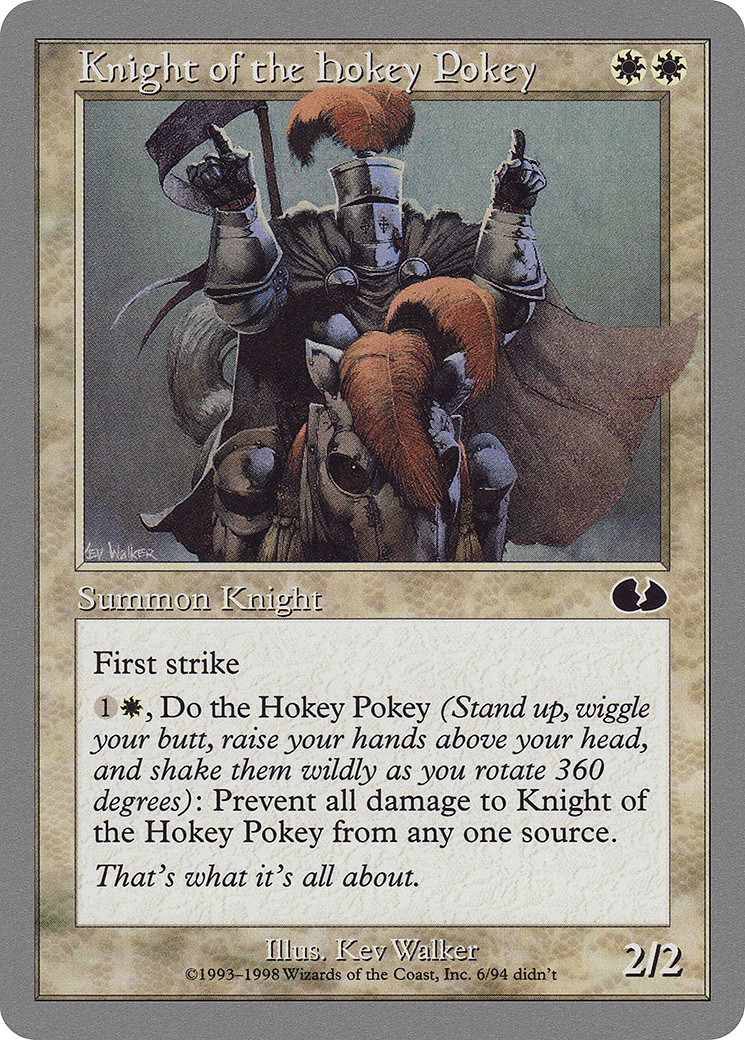 Knight of the Hokey Pokey
Kev Walker
Summon Knight
First strike
1, Do the Hokey Pokey (Stand up, wiggle
your butt, raise your hands above your head,
and shake them wildly as you rotate 360
degrees): Prevent all damage to Knight of
the Hokey Pokey from any one source.
That's what it's all about.
Illus. Kev Walker
©1993–1998 Wizards of the Coast, Inc. 6/94 didn't
2/2